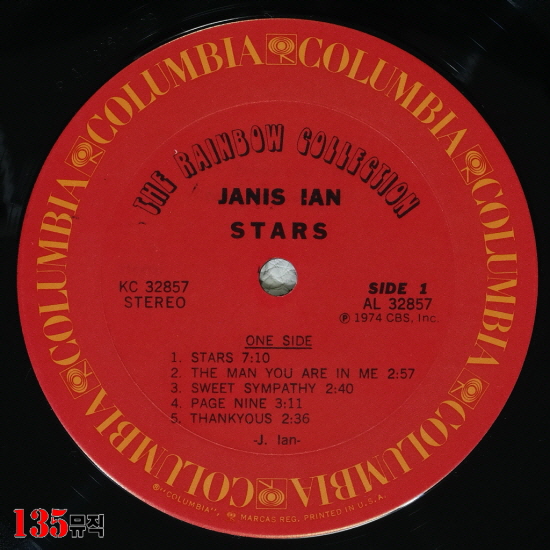 COLUMBIA COLUMBIA COLUMBIA COLUMBIA COLUMBIA COLUMBIA
THE RAINBOW COLLECTION
JANIS IAN
STARS
KC 32857
STEREO
SIDE 1
AL 32857
℗ 1974 CBS, Inc.
ONE SIDE
1. STARS 7:10
2. THE MAN YOU ARE IN ME 2:57
3. SWEET SYMPATHY 2:40
4. PAGE NINE 3:11
5. THANKYOUS 2:36
-J. Ian-
®"COLUMBIA", MARCAS REG. PRINTED IN U.S.A.
135뮤직